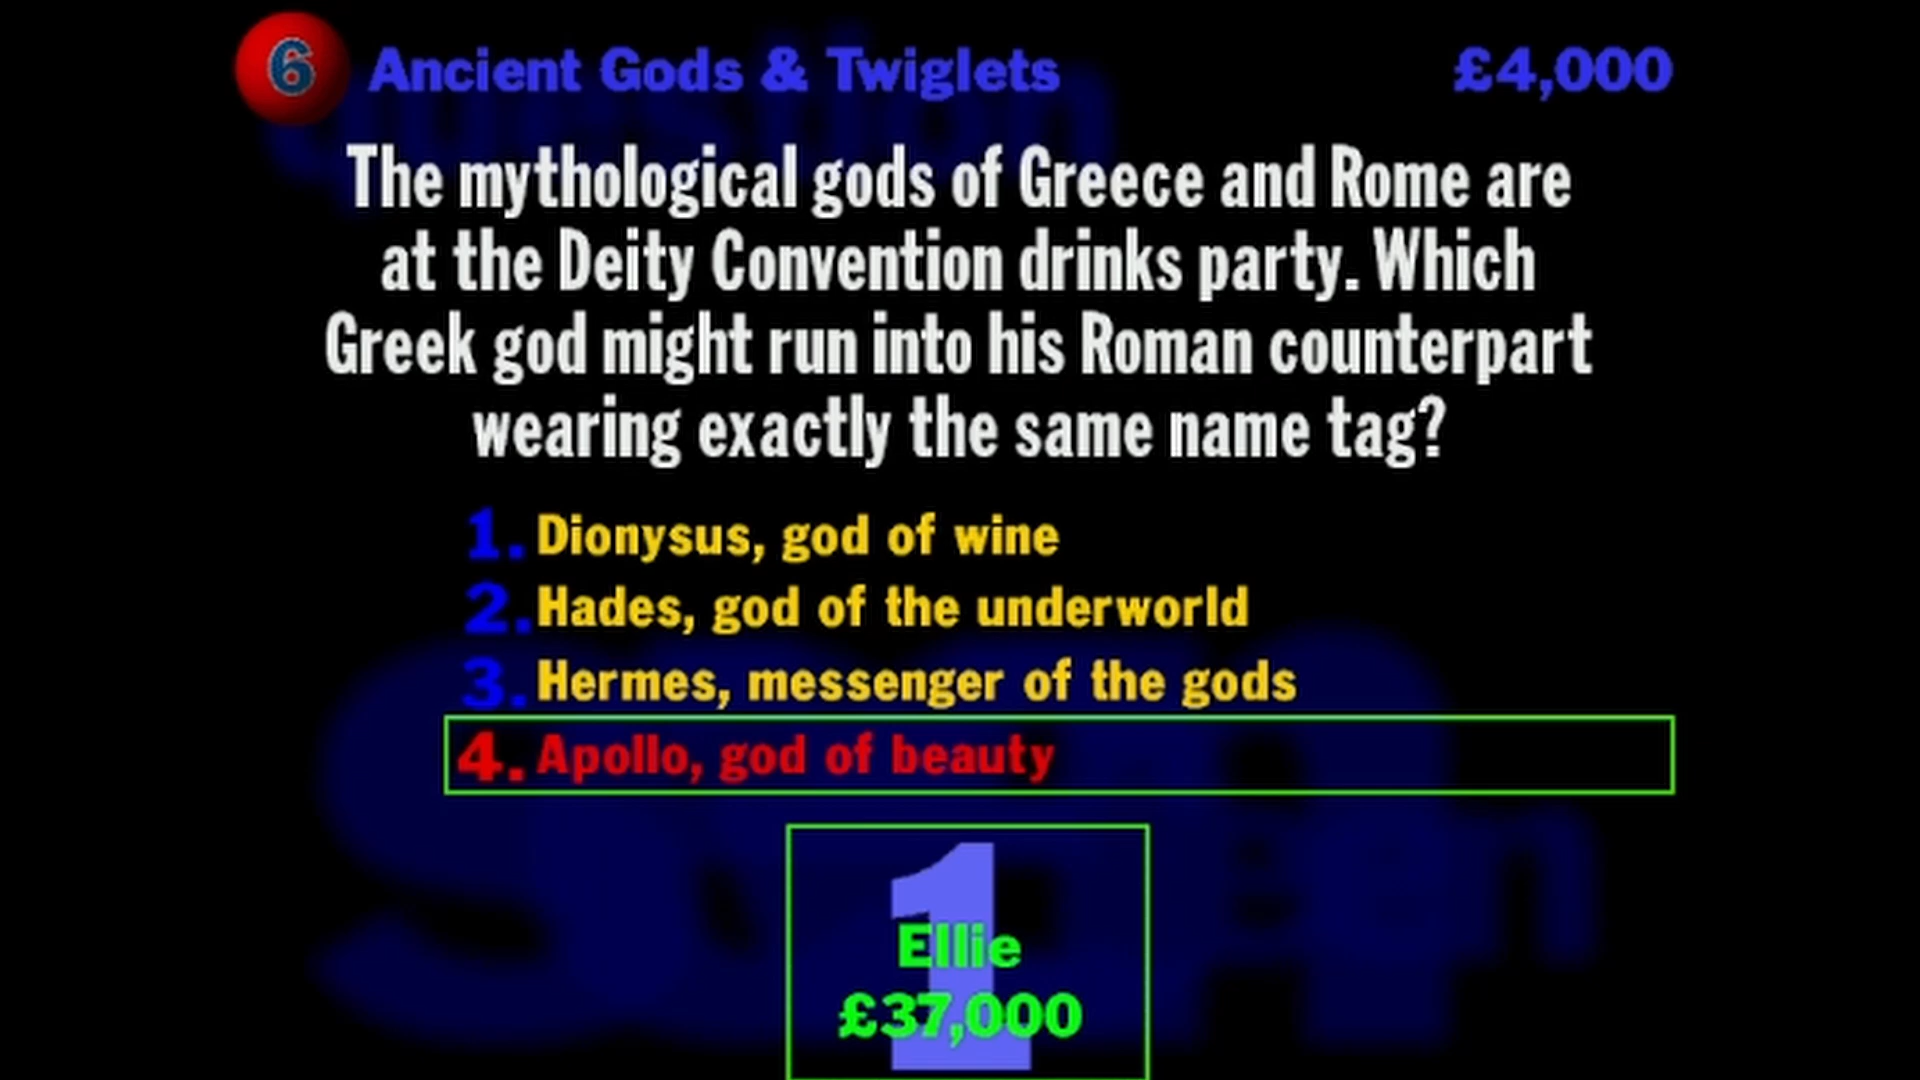 6 Ancient Gods & Twiglets £4,000
The mythological gods of Greece and Rome are
at the Deity Convention drinks party. Which
Greek god might run into his Roman counterpart
wearing exactly the same name tag?
1. Dionysus, god of wine
2. Hades, god of the underworld
3. Hermes, messenger of the gods
4. Apollo, god of beauty
1
Ellie
£37,000